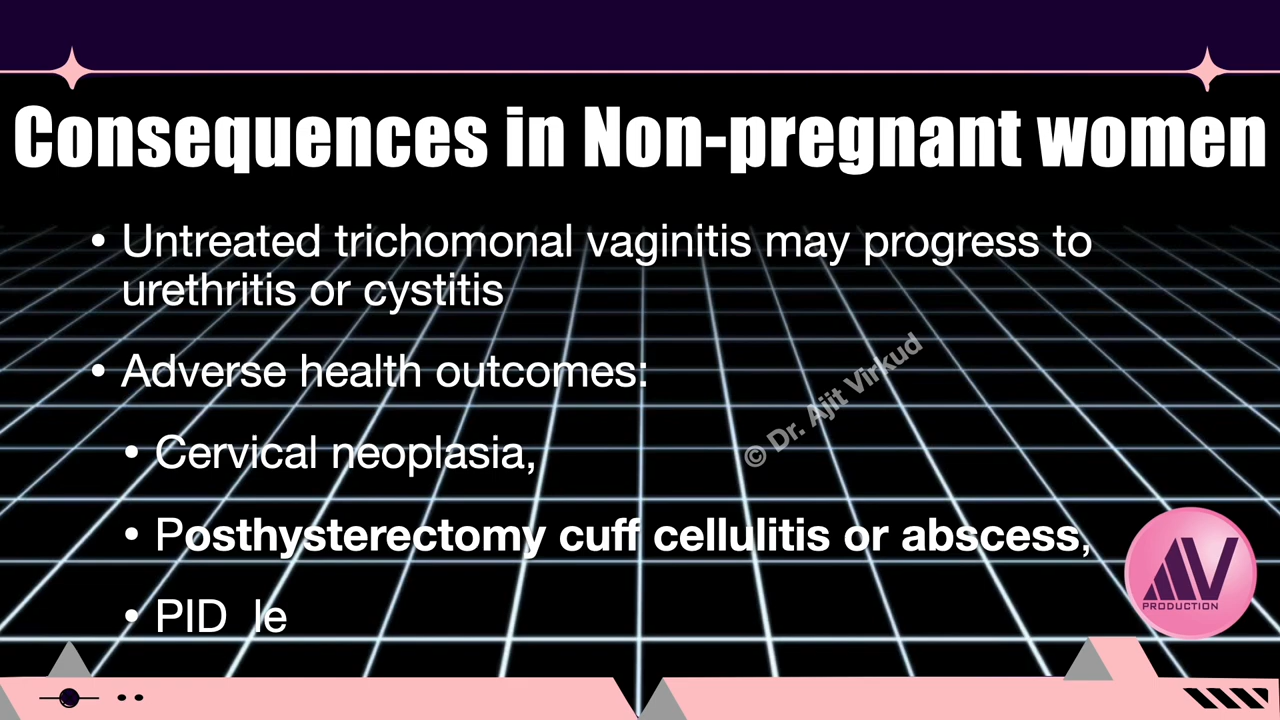 Consequences in Non-pregnant women
• Untreated trichomonal vaginitis may progress to
urethritis or cystitis
• Adverse health outcomes:
• Cervical neoplasia,
• Posthysterectomy cuff cellulitis or abscess,
• PID le
© Dr. Ajit Virkud
AV
PRODUCTION